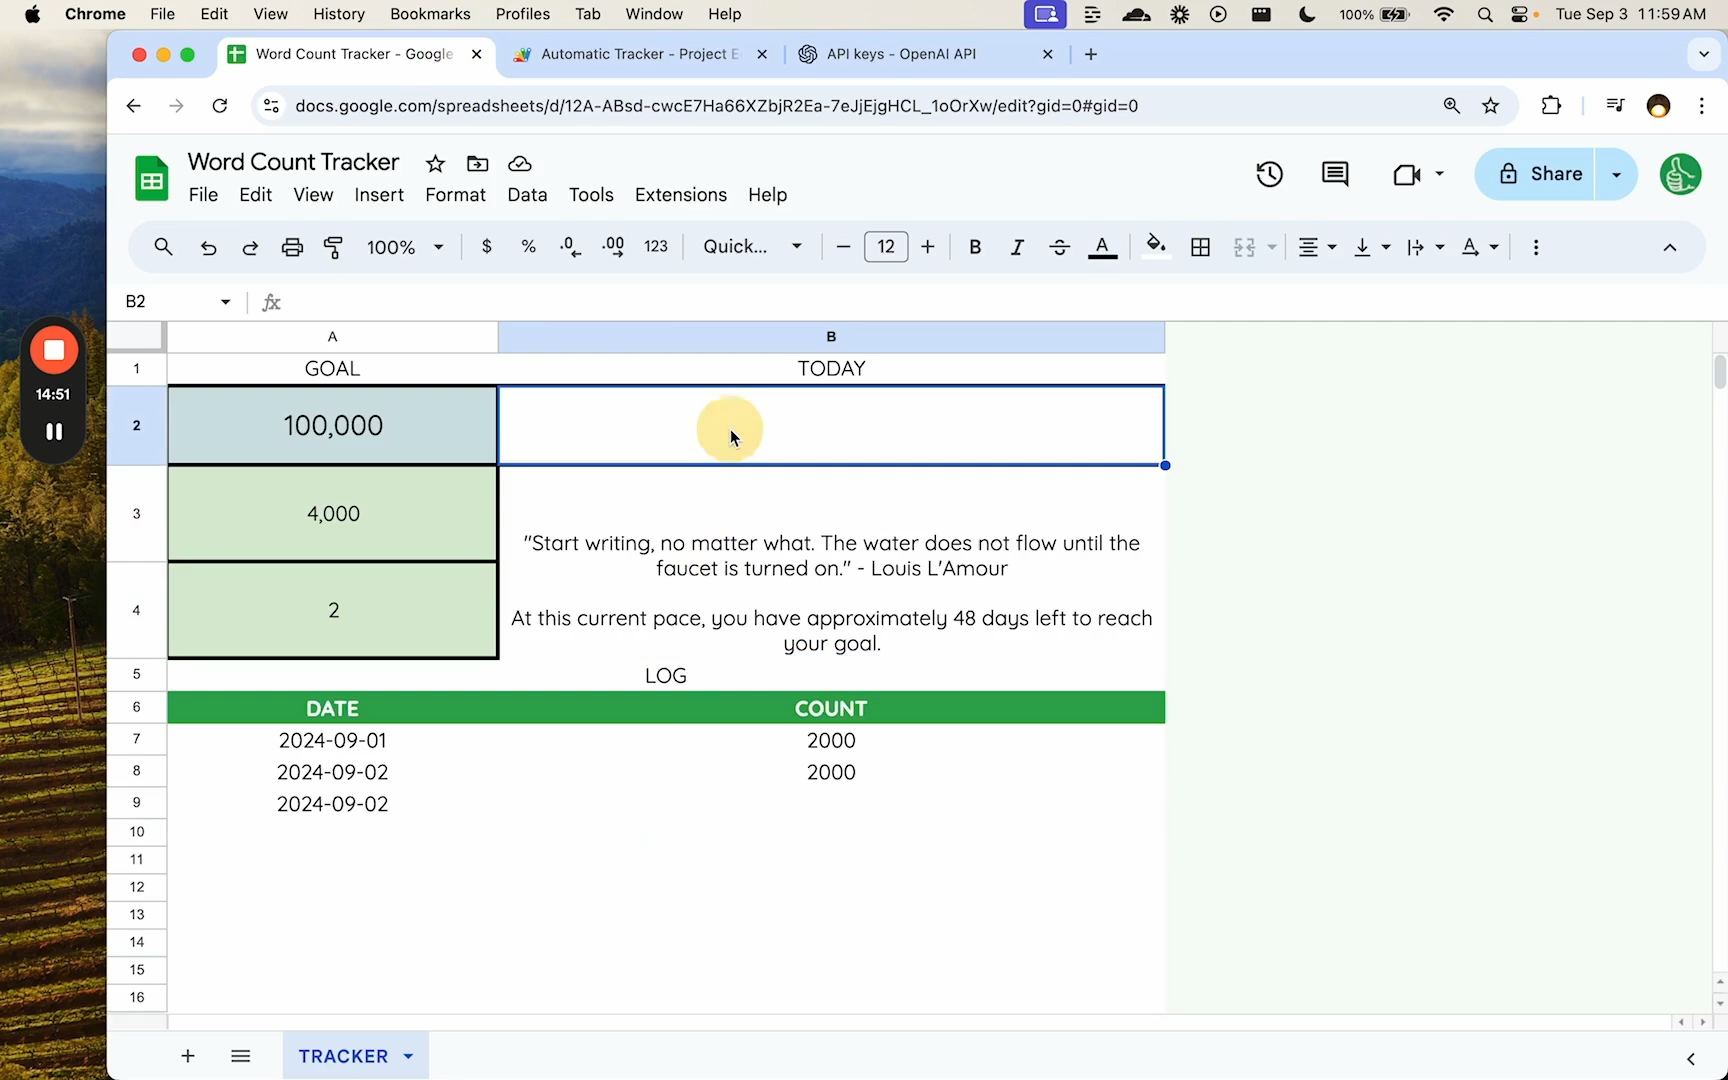 Chrome File Edit View History Bookmarks Profiles Tab Window Help 100% Tue Sep 3 11:59 AM
Word Count Tracker - Google Automatic Tracker - Project E API keys - OpenAI API
docs.google.com/spreadsheets/d/12A-ABsd-cwcE7Ha66XZbjR2Ea-7eJjEjgHCL_1oOrXw/edit?gid=0#gid=0
Word Count Tracker
File Edit View Insert Format Data Tools Extensions Help
Share
100% $ % .0 .00 123 Quick... 12 B I S A A
B2 fx
14:51
A B
1 GOAL TODAY
2 100,000
3 4,000
"Start writing, no matter what. The water does not flow until the
faucet is turned on." - Louis L'Amour
4 2
At this current pace, you have approximately 48 days left to reach
your goal.
5 LOG
6 DATE COUNT
7 2024-09-01 2000
8 2024-09-02 2000
9 2024-09-02
10
11
12
13
14
15
16
TRACKER